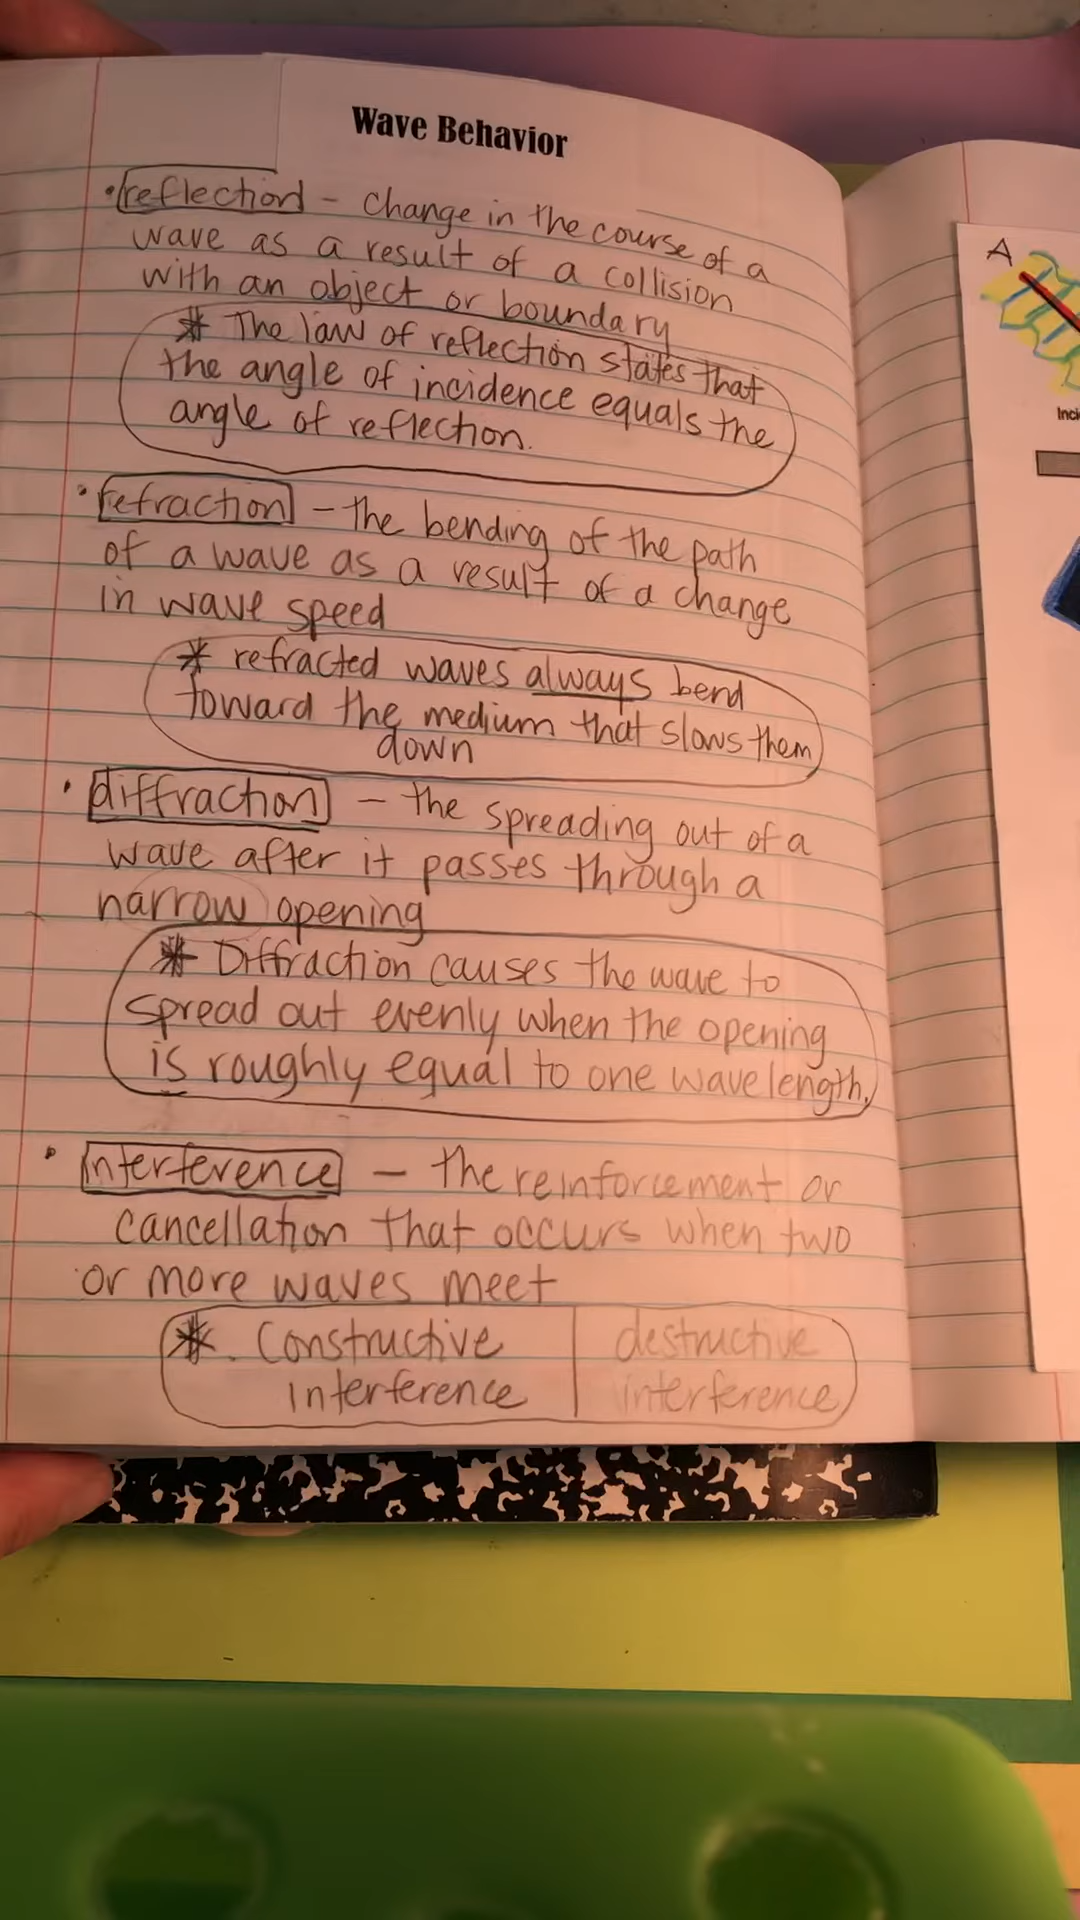 Wave Behavior
• reflection – change in the course of a
wave as a result of a collision
with an object or boundary
* The law of reflection states that
the angle of incidence equals the
angle of reflection.
• refraction – the bending of the path
of a wave as a result of a change
in wave speed
* refracted waves always bend
toward the medium that slows them
down
• diffraction – the spreading out of a
wave after it passes through a
narrow opening
* Diffraction causes the wave to
spread out evenly when the opening
is roughly equal to one wavelength.
• interference – the reinforcement or
cancellation that occurs when two
or more waves meet
* Constructive destructive
interference interference
A